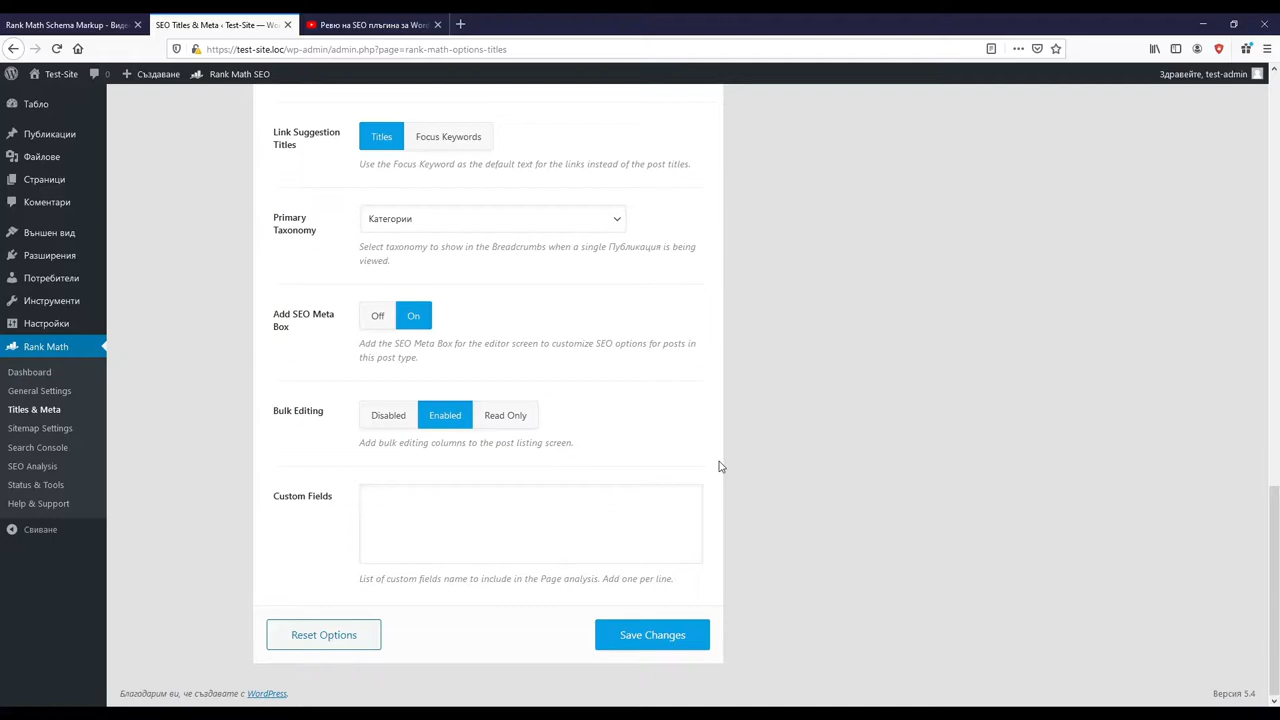 Rank Math Schema Markup - Виде
SEO Titles & Meta ‹ Test-Site — Wo
Ревю на SEO плъгина за Word
https://test-site.loc/wp-admin/admin.php?page=rank-math-options-titles
Test-Site
0
Създаване
Rank Math SEO
Здравейте, test-admin
Табло
Публикации
Файлове
Страници
Коментари
Външен вид
Разширения
Потребители
Инструменти
Настройки
Rank Math
Dashboard
General Settings
Titles & Meta
Sitemap Settings
Search Console
SEO Analysis
Status & Tools
Help & Support
Свиване
Link Suggestion
Titles
Titles
Focus Keywords
Use the Focus Keyword as the default text for the links instead of the post titles.
Primary
Taxonomy
Категории
Select taxonomy to show in the Breadcrumbs when a single Публикация is being
viewed.
Add SEO Meta
Box
Off
On
Add the SEO Meta Box for the editor screen to customize SEO options for posts in
this post type.
Bulk Editing
Disabled
Enabled
Read Only
Add bulk editing columns to the post listing screen.
Custom Fields
List of custom fields name to include in the Page analysis. Add one per line.
Reset Options
Save Changes
Благодарим ви, че създавате с WordPress.
Версия 5.4